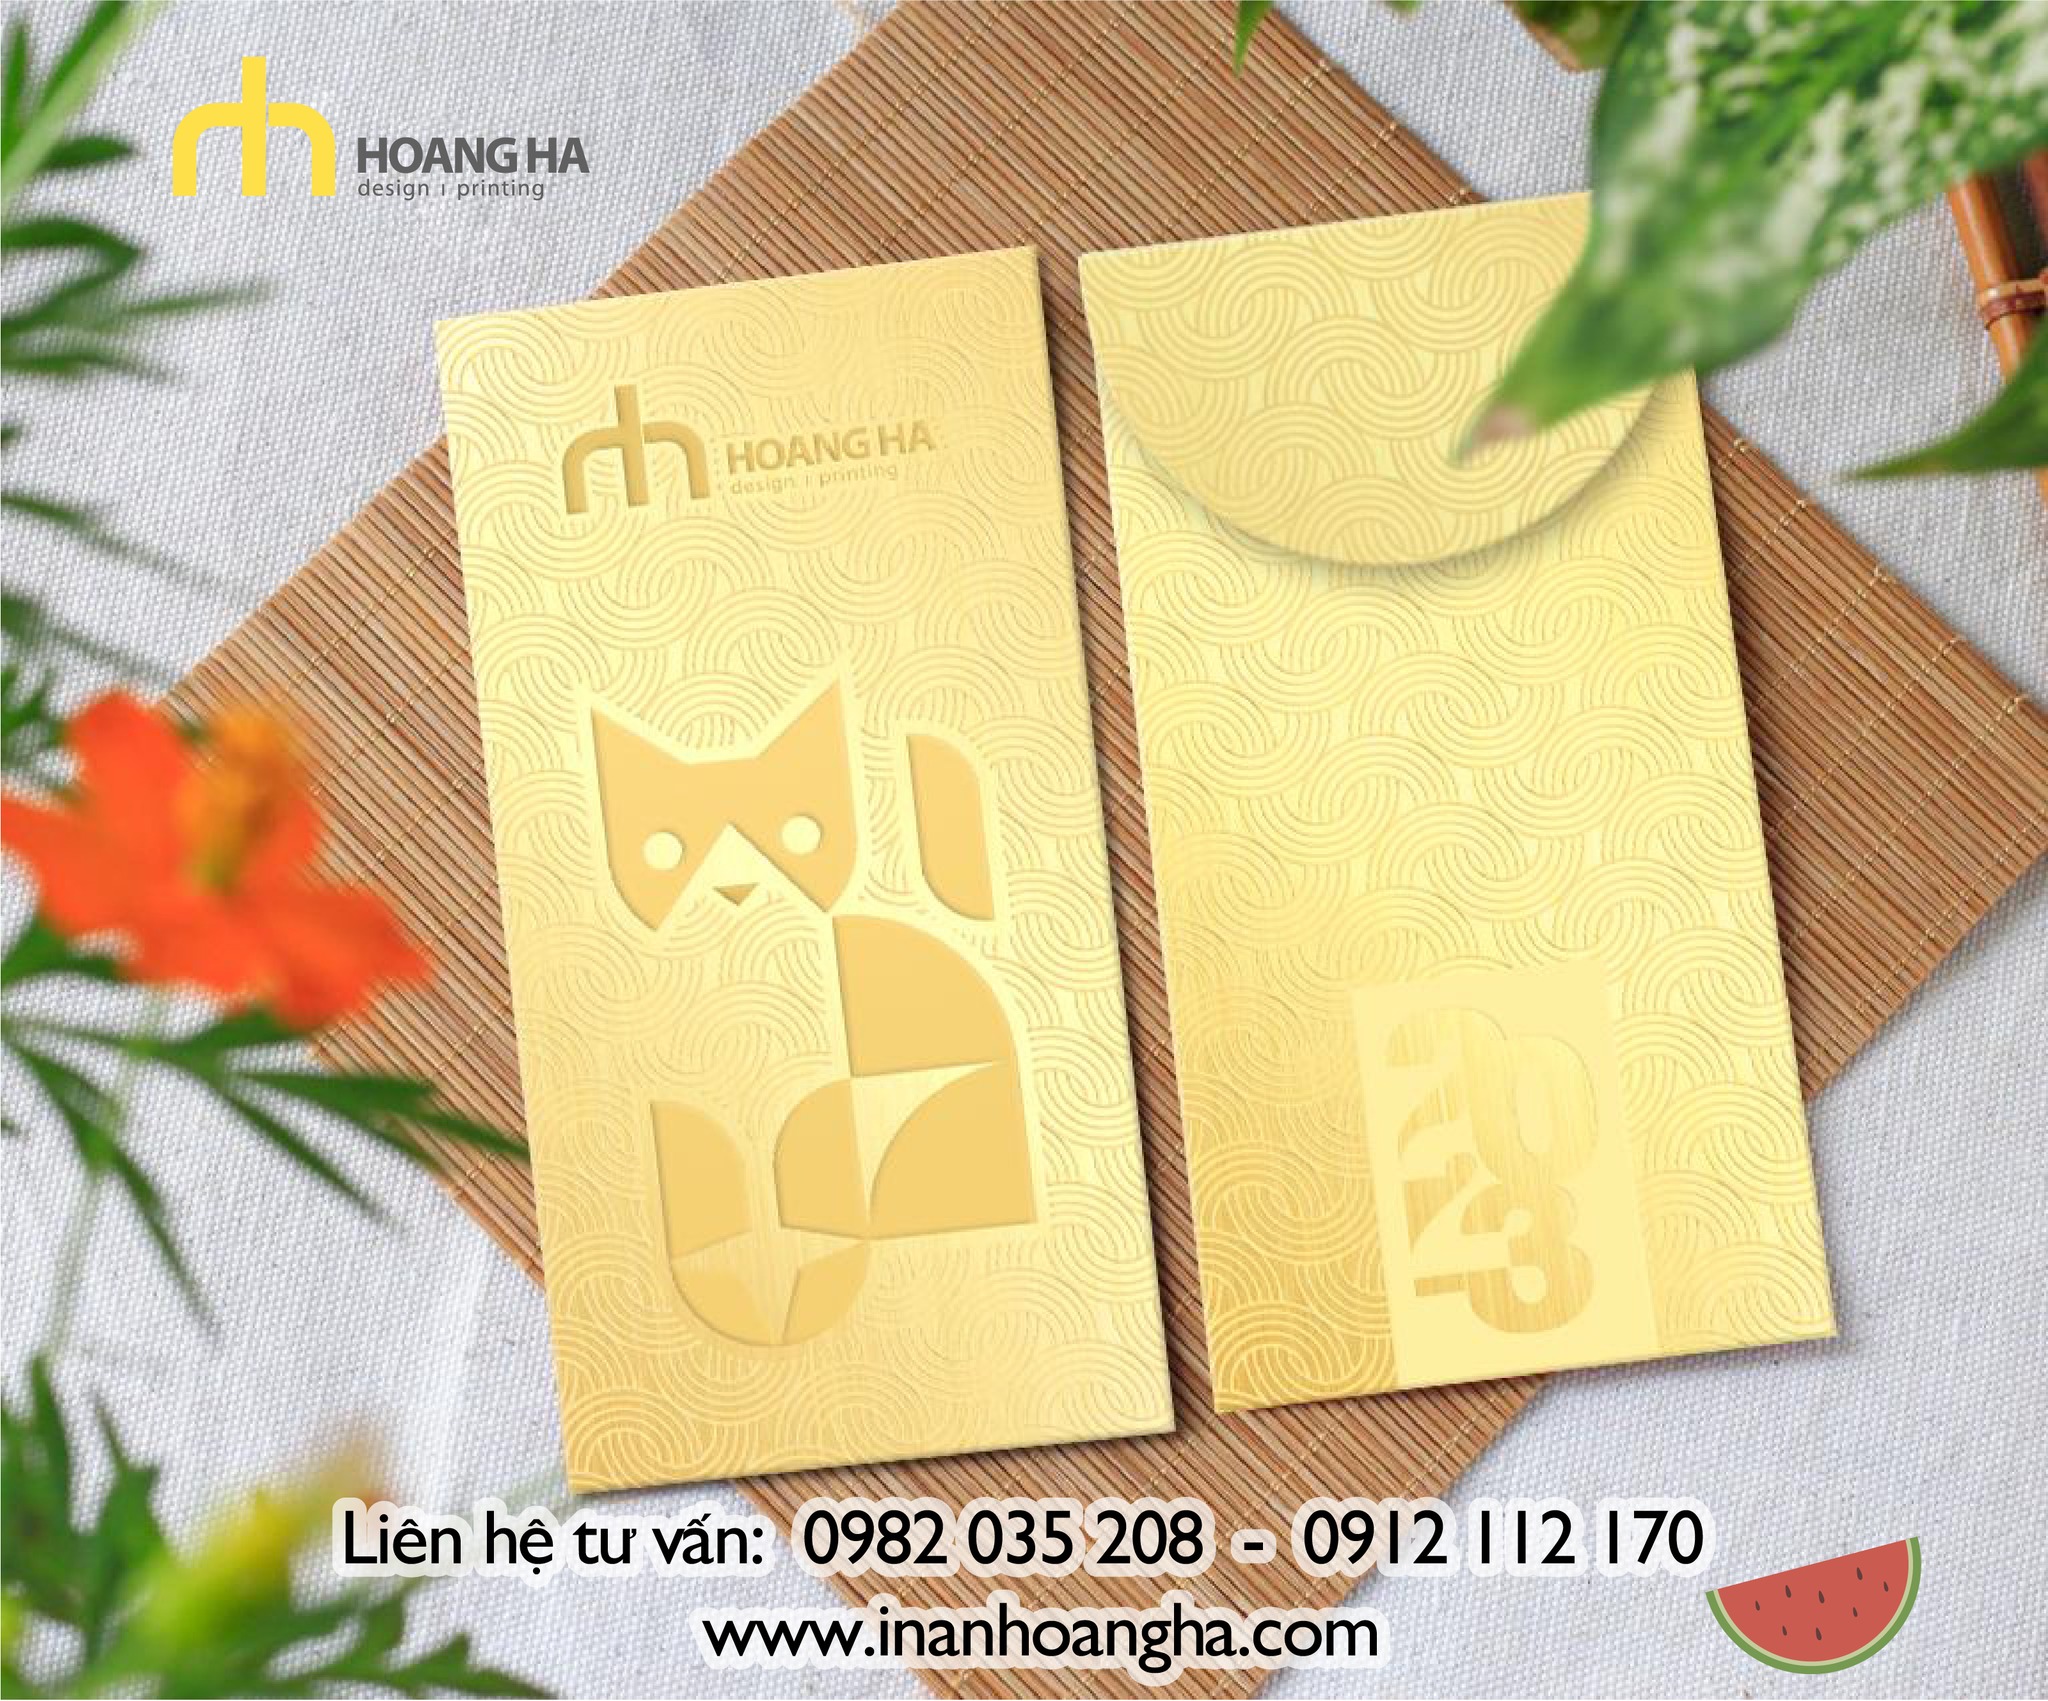 HOANG HA
design | printing
HOANG HA
design | printing
2023
Liên hệ tư vấn: 0982 035 208 - 0912 112 170
www.inanhoangha.com